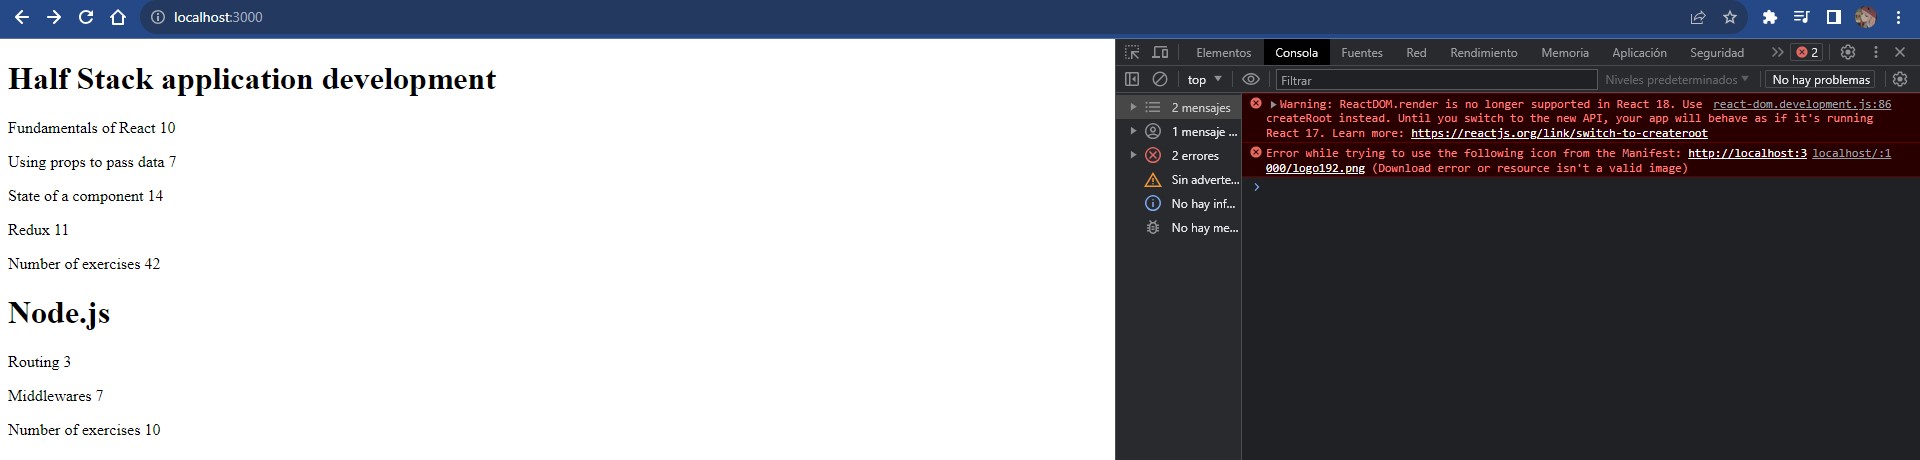 localhost:3000
Half Stack application development
Fundamentals of React 10
Using props to pass data 7
State of a component 14
Redux 11
Number of exercises 42
Node.js
Routing 3
Middlewares 7
Number of exercises 10
Elementos Consola Fuentes Red Rendimiento Memoria Aplicación Seguridad 2
top Filtrar Niveles predeterminados No hay problemas
2 mensajes
1 mensaje ...
2 errores
Sin adverte...
No hay inf...
No hay me...
Warning: ReactDOM.render is no longer supported in React 18. Use react-dom.development.js:86
createRoot instead. Until you switch to the new API, your app will behave as if it's running
React 17. Learn more: https://reactjs.org/link/switch-to-createroot
Error while trying to use the following icon from the Manifest: http://localhost:3 localhost/:1
000/logo192.png (Download error or resource isn't a valid image)